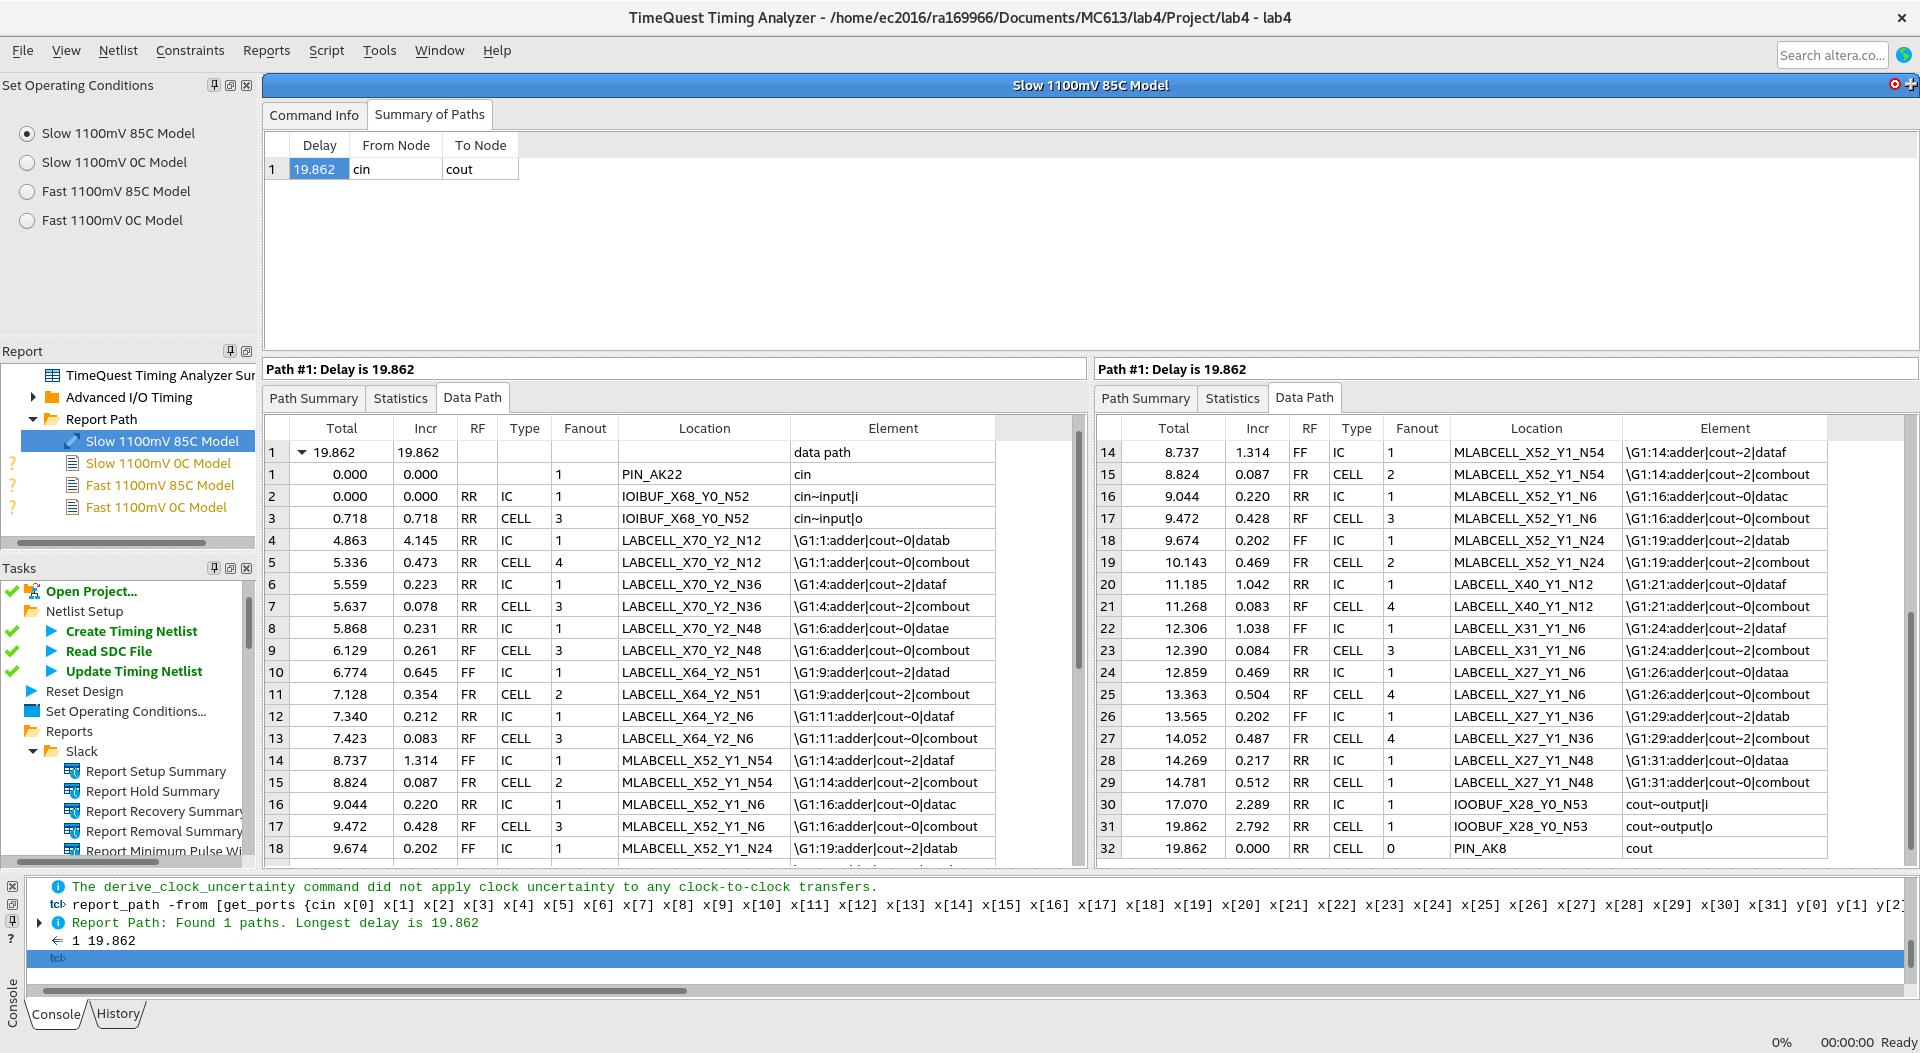 TimeQuest Timing Analyzer - /home/ec2016/ra169966/Documents/MC613/lab4/Project/lab4 - lab4
File View Netlist Constraints Reports Script Tools Window Help
Search altera.co...
Set Operating Conditions
Slow 1100mV 85C Model
Slow 1100mV 0C Model
Fast 1100mV 85C Model
Fast 1100mV 0C Model
Report
TimeQuest Timing Analyzer Sur
Advanced I/O Timing
Report Path
Slow 1100mV 85C Model
? Slow 1100mV 0C Model
? Fast 1100mV 85C Model
? Fast 1100mV 0C Model
Tasks
Open Project...
Netlist Setup
Create Timing Netlist
Read SDC File
Update Timing Netlist
Reset Design
Set Operating Conditions...
Reports
Slack
Report Setup Summary
Report Hold Summary
Report Recovery Summary
Report Removal Summary
Report Minimum Pulse Wi
Slow 1100mV 85C Model
Command Info Summary of Paths
Delay From Node To Node
1 19.862 cin cout
Path #1: Delay is 19.862
Path Summary Statistics Data Path
Total Incr RF Type Fanout Location Element
1 19.862 19.862 data path
1 0.000 0.000 1 PIN_AK22 cin
2 0.000 0.000 RR IC 1 IOIBUF_X68_Y0_N52 cin~input|i
3 0.718 0.718 RR CELL 3 IOIBUF_X68_Y0_N52 cin~input|o
4 4.863 4.145 RR IC 1 LABCELL_X70_Y2_N12 \G1:1:adder|cout~0|datab
5 5.336 0.473 RR CELL 4 LABCELL_X70_Y2_N12 \G1:1:adder|cout~0|combout
6 5.559 0.223 RR IC 1 LABCELL_X70_Y2_N36 \G1:4:adder|cout~2|dataf
7 5.637 0.078 RR CELL 3 LABCELL_X70_Y2_N36 \G1:4:adder|cout~2|combout
8 5.868 0.231 RR IC 1 LABCELL_X70_Y2_N48 \G1:6:adder|cout~0|datae
9 6.129 0.261 RF CELL 3 LABCELL_X70_Y2_N48 \G1:6:adder|cout~0|combout
10 6.774 0.645 FF IC 1 LABCELL_X64_Y2_N51 \G1:9:adder|cout~2|datad
11 7.128 0.354 FR CELL 2 LABCELL_X64_Y2_N51 \G1:9:adder|cout~2|combout
12 7.340 0.212 RR IC 1 LABCELL_X64_Y2_N6 \G1:11:adder|cout~0|dataf
13 7.423 0.083 RF CELL 3 LABCELL_X64_Y2_N6 \G1:11:adder|cout~0|combout
14 8.737 1.314 FF IC 1 MLABCELL_X52_Y1_N54 \G1:14:adder|cout~2|dataf
15 8.824 0.087 FR CELL 2 MLABCELL_X52_Y1_N54 \G1:14:adder|cout~2|combout
16 9.044 0.220 RR IC 1 MLABCELL_X52_Y1_N6 \G1:16:adder|cout~0|datac
17 9.472 0.428 RF CELL 3 MLABCELL_X52_Y1_N6 \G1:16:adder|cout~0|combout
18 9.674 0.202 FF IC 1 MLABCELL_X52_Y1_N24 \G1:19:adder|cout~2|datab
Path #1: Delay is 19.862
Path Summary Statistics Data Path
Total Incr RF Type Fanout Location Element
14 8.737 1.314 FF IC 1 MLABCELL_X52_Y1_N54 \G1:14:adder|cout~2|dataf
15 8.824 0.087 FR CELL 2 MLABCELL_X52_Y1_N54 \G1:14:adder|cout~2|combout
16 9.044 0.220 RR IC 1 MLABCELL_X52_Y1_N6 \G1:16:adder|cout~0|datac
17 9.472 0.428 RF CELL 3 MLABCELL_X52_Y1_N6 \G1:16:adder|cout~0|combout
18 9.674 0.202 FF IC 1 MLABCELL_X52_Y1_N24 \G1:19:adder|cout~2|datab
19 10.143 0.469 FR CELL 2 MLABCELL_X52_Y1_N24 \G1:19:adder|cout~2|combout
20 11.185 1.042 RR IC 1 LABCELL_X40_Y1_N12 \G1:21:adder|cout~0|dataf
21 11.268 0.083 RF CELL 4 LABCELL_X40_Y1_N12 \G1:21:adder|cout~0|combout
22 12.306 1.038 FF IC 1 LABCELL_X31_Y1_N6 \G1:24:adder|cout~2|dataf
23 12.390 0.084 FR CELL 3 LABCELL_X31_Y1_N6 \G1:24:adder|cout~2|combout
24 12.859 0.469 RR IC 1 LABCELL_X27_Y1_N6 \G1:26:adder|cout~0|dataa
25 13.363 0.504 RF CELL 4 LABCELL_X27_Y1_N6 \G1:26:adder|cout~0|combout
26 13.565 0.202 FF IC 1 LABCELL_X27_Y1_N36 \G1:29:adder|cout~2|datab
27 14.052 0.487 FR CELL 4 LABCELL_X27_Y1_N36 \G1:29:adder|cout~2|combout
28 14.269 0.217 RR IC 1 LABCELL_X27_Y1_N48 \G1:31:adder|cout~0|dataa
29 14.781 0.512 RR CELL 1 LABCELL_X27_Y1_N48 \G1:31:adder|cout~0|combout
30 17.070 2.289 RR IC 1 IOOBUF_X28_Y0_N53 cout~output|i
31 19.862 2.792 RR CELL 1 IOOBUF_X28_Y0_N53 cout~output|o
32 19.862 0.000 RR CELL 0 PIN_AK8 cout
The derive_clock_uncertainty command did not apply clock uncertainty to any clock-to-clock transfers.
tcl> report_path -from [get_ports {cin x[0] x[1] x[2] x[3] x[4] x[5] x[6] x[7] x[8] x[9] x[10] x[11] x[12] x[13] x[14] x[15] x[16] x[17] x[18] x[19] x[20] x[21] x[22] x[23] x[24] x[25] x[26] x[27] x[28] x[29] x[30] x[31] y[0] y[1] y[2]
Report Path: Found 1 paths. Longest delay is 19.862
1 19.862
tcl>
Console
Console History
0% 00:00:00 Ready